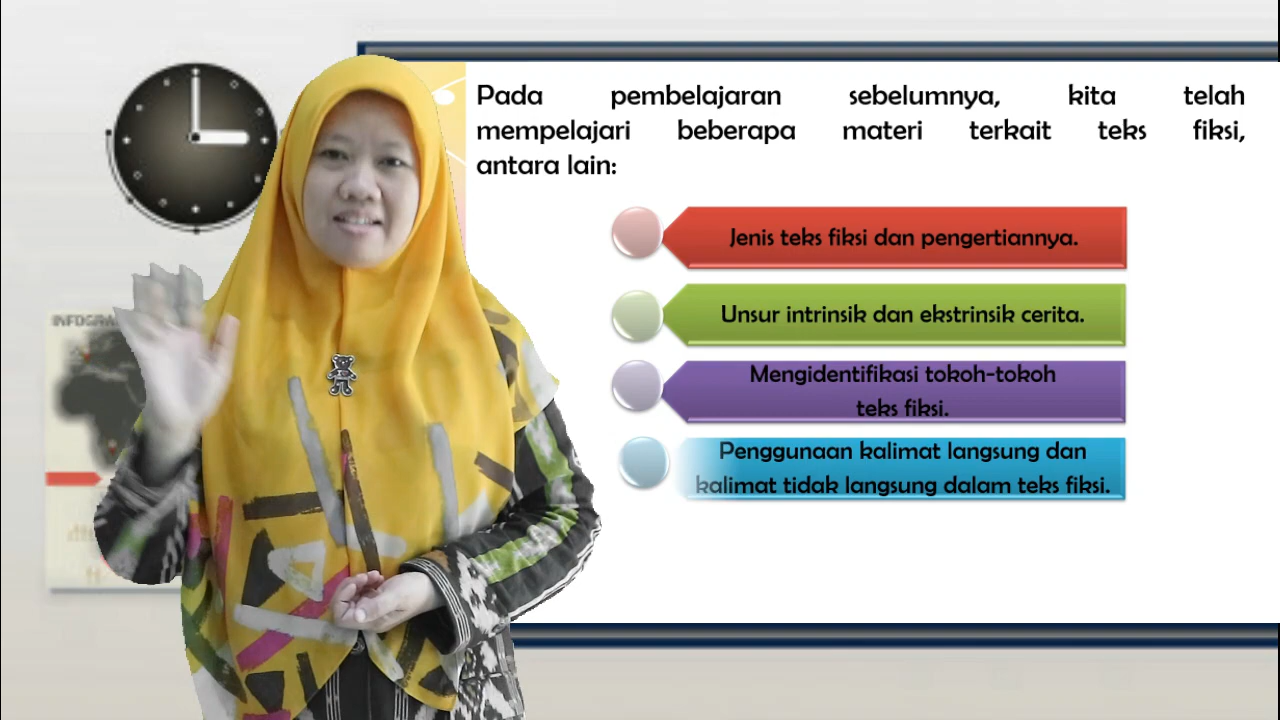 Pada pembelajaran sebelumnya, kita telah
mempelajari beberapa materi terkait teks fiksi,
antara lain:
Jenis teks fiksi dan pengertiannya.
Unsur intrinsik dan ekstrinsik cerita.
Mengidentifikasi tokoh-tokoh
teks fiksi.
Penggunaan kalimat langsung dan
kalimat tidak langsung dalam teks fiksi.